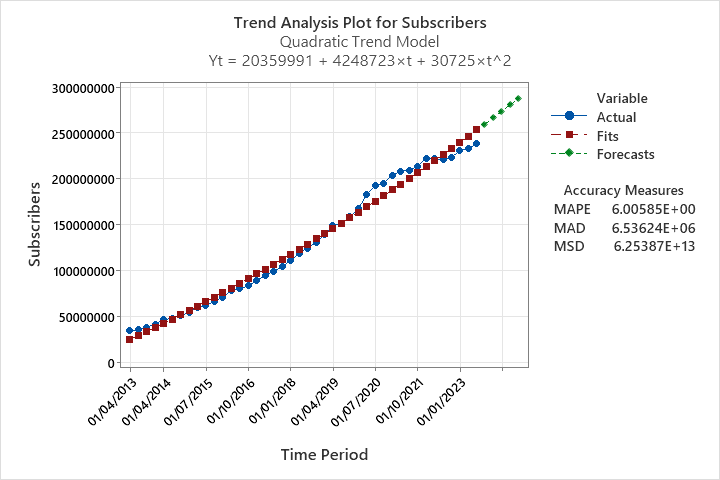 Trend Analysis Plot for Subscribers
Quadratic Trend Model
Yt = 20359991 + 4248723×t + 30725×t^2
300000000
250000000
200000000
150000000
100000000
50000000
0
Subscribers
01/04/2013
01/04/2014
01/07/2015
01/10/2016
01/01/2018
01/04/2019
01/07/2020
01/10/2021
01/01/2023
Time Period
Variable
Actual
Fits
Forecasts
Accuracy Measures
MAPE 6.00585E+00
MAD 6.53624E+06
MSD 6.25387E+13